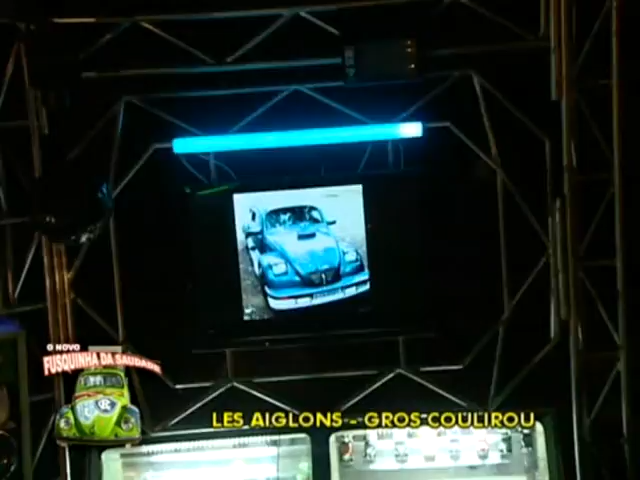 O NOVO
FUSQUINHA DA SAUDADE
LES AIGLONS - GROS COULIROU